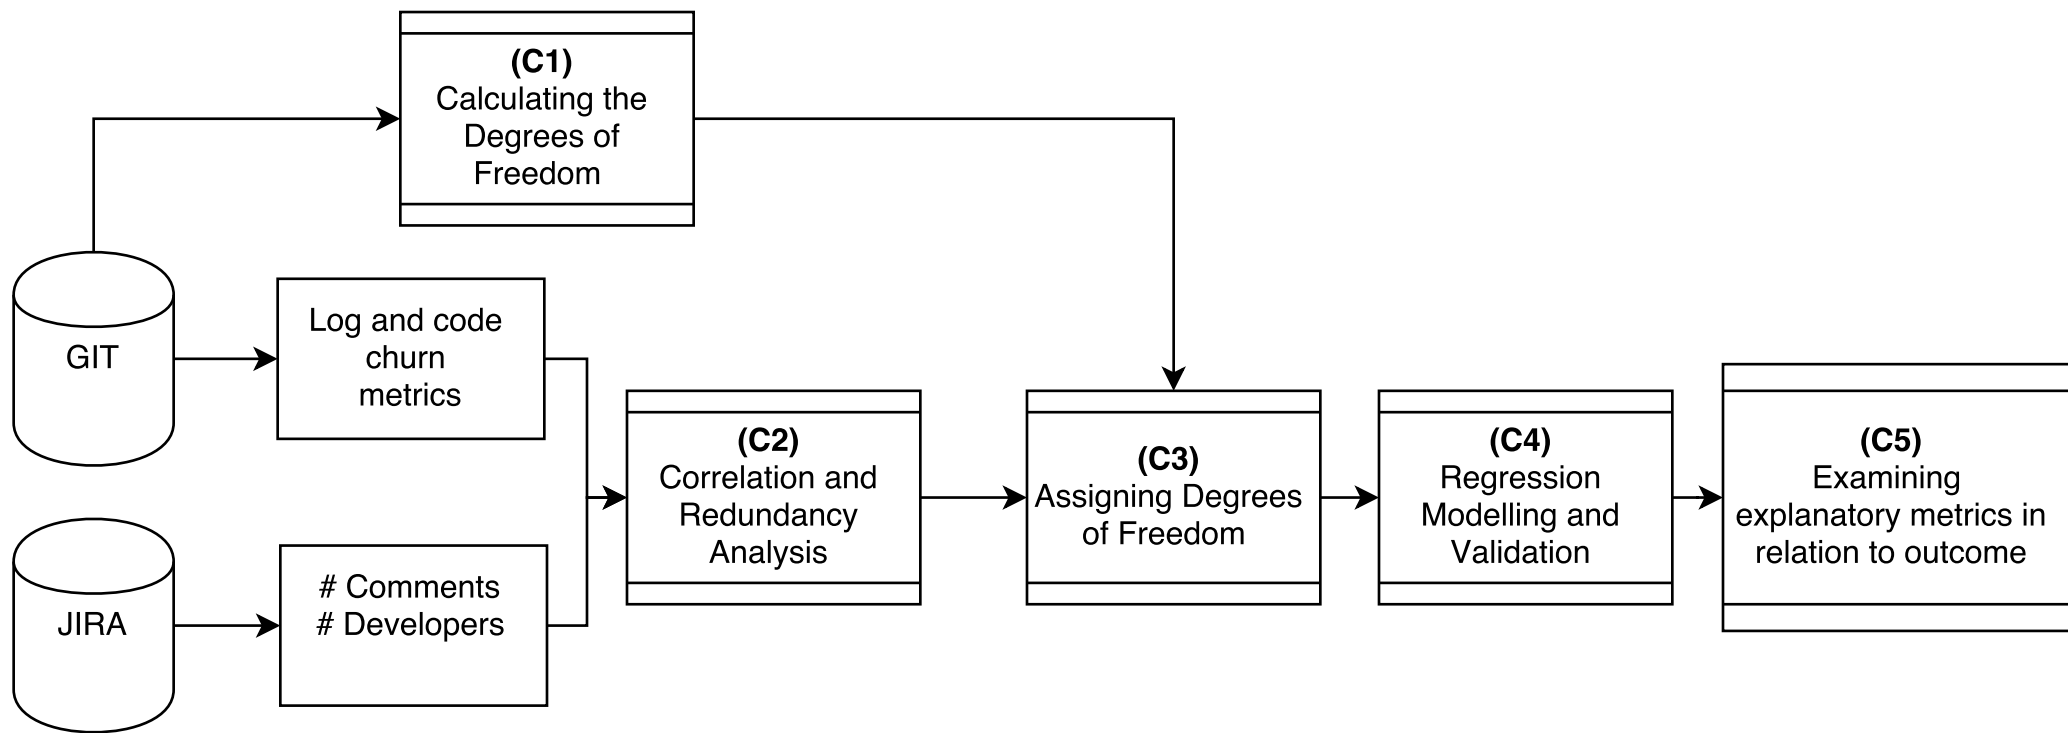 (C1)
Calculating the
Degrees of
Freedom
GIT
Log and code
churn
metrics
JIRA
# Comments
# Developers
(C2)
Correlation and
Redundancy
Analysis
(C3)
Assigning Degrees
of Freedom
(C4)
Regression
Modelling and
Validation
(C5)
Examining
explanatory metrics in
relation to outcome